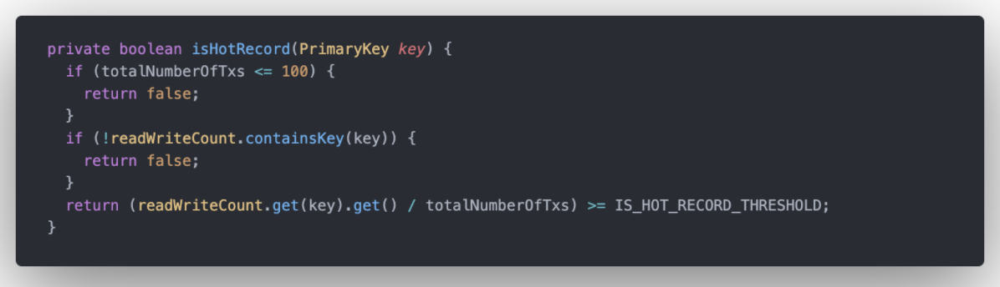 private boolean isHotRecord(PrimaryKey key) {
  if (totalNumberOfTxs <= 100) {
    return false;
  }
  if (!readWriteCount.containsKey(key)) {
    return false;
  }
  return (readWriteCount.get(key).get() / totalNumberOfTxs) >= IS_HOT_RECORD_THRESHOLD;
}